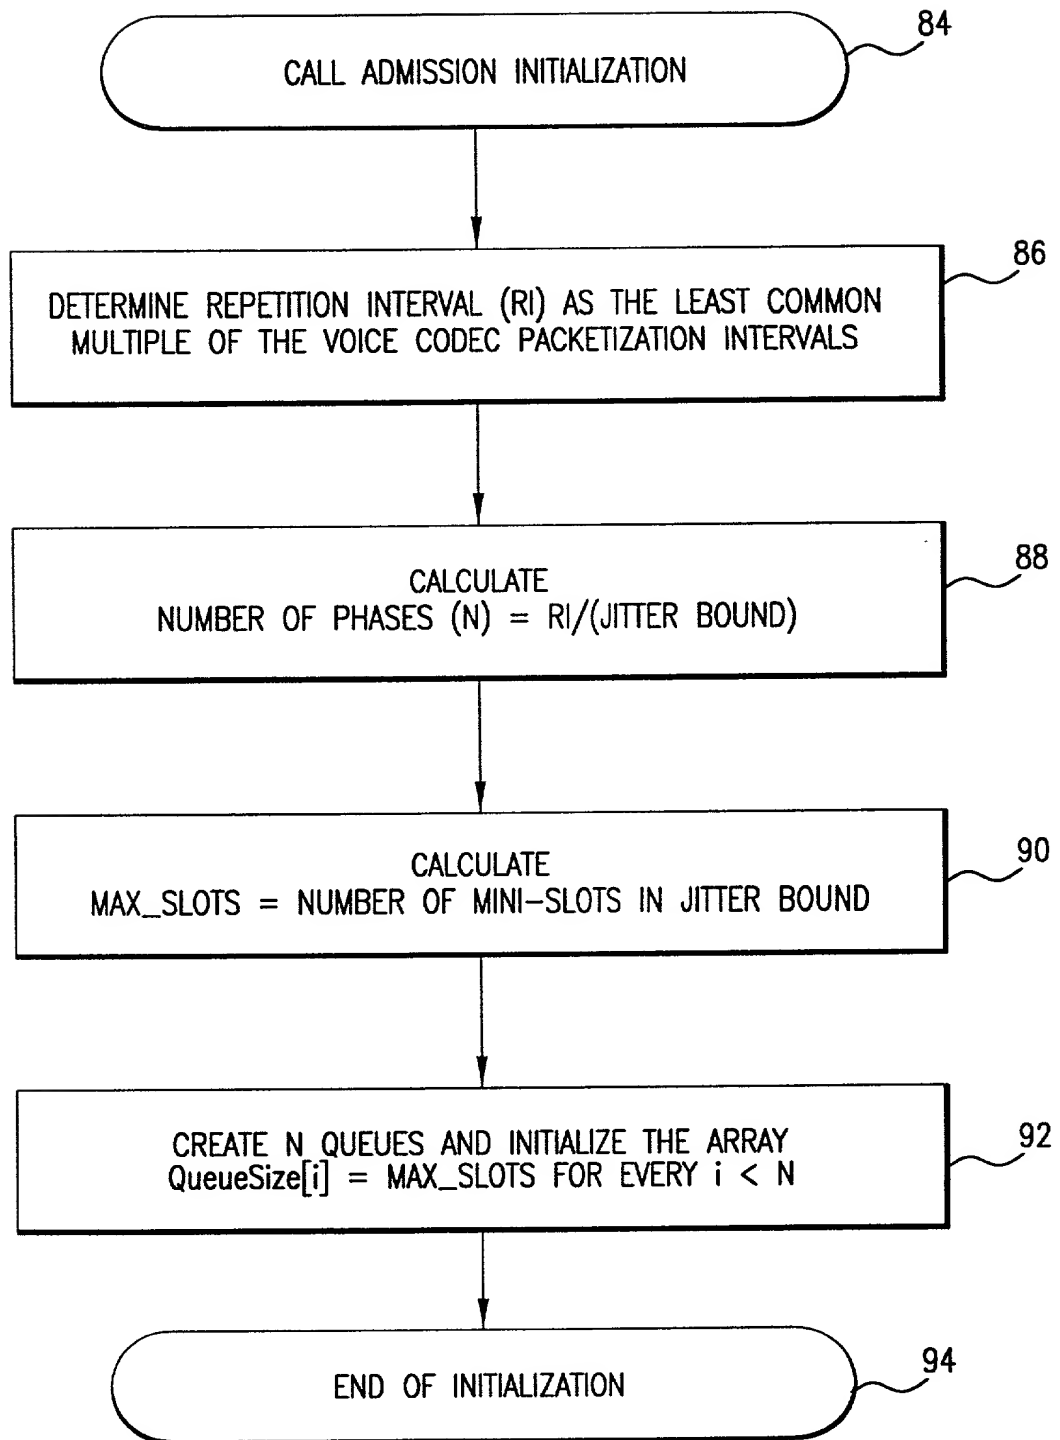 84
CALL ADMISSION INITIALIZATION
86
DETERMINE REPETITION INTERVAL (RI) AS THE LEAST COMMON
MULTIPLE OF THE VOICE CODEC PACKETIZATION INTERVALS
88
CALCULATE
NUMBER OF PHASES (N) = RI/(JITTER BOUND)
90
CALCULATE
MAX_SLOTS = NUMBER OF MINI-SLOTS IN JITTER BOUND
92
CREATE N QUEUES AND INITIALIZE THE ARRAY
QueueSize[i] = MAX_SLOTS FOR EVERY i < N
94
END OF INITIALIZATION